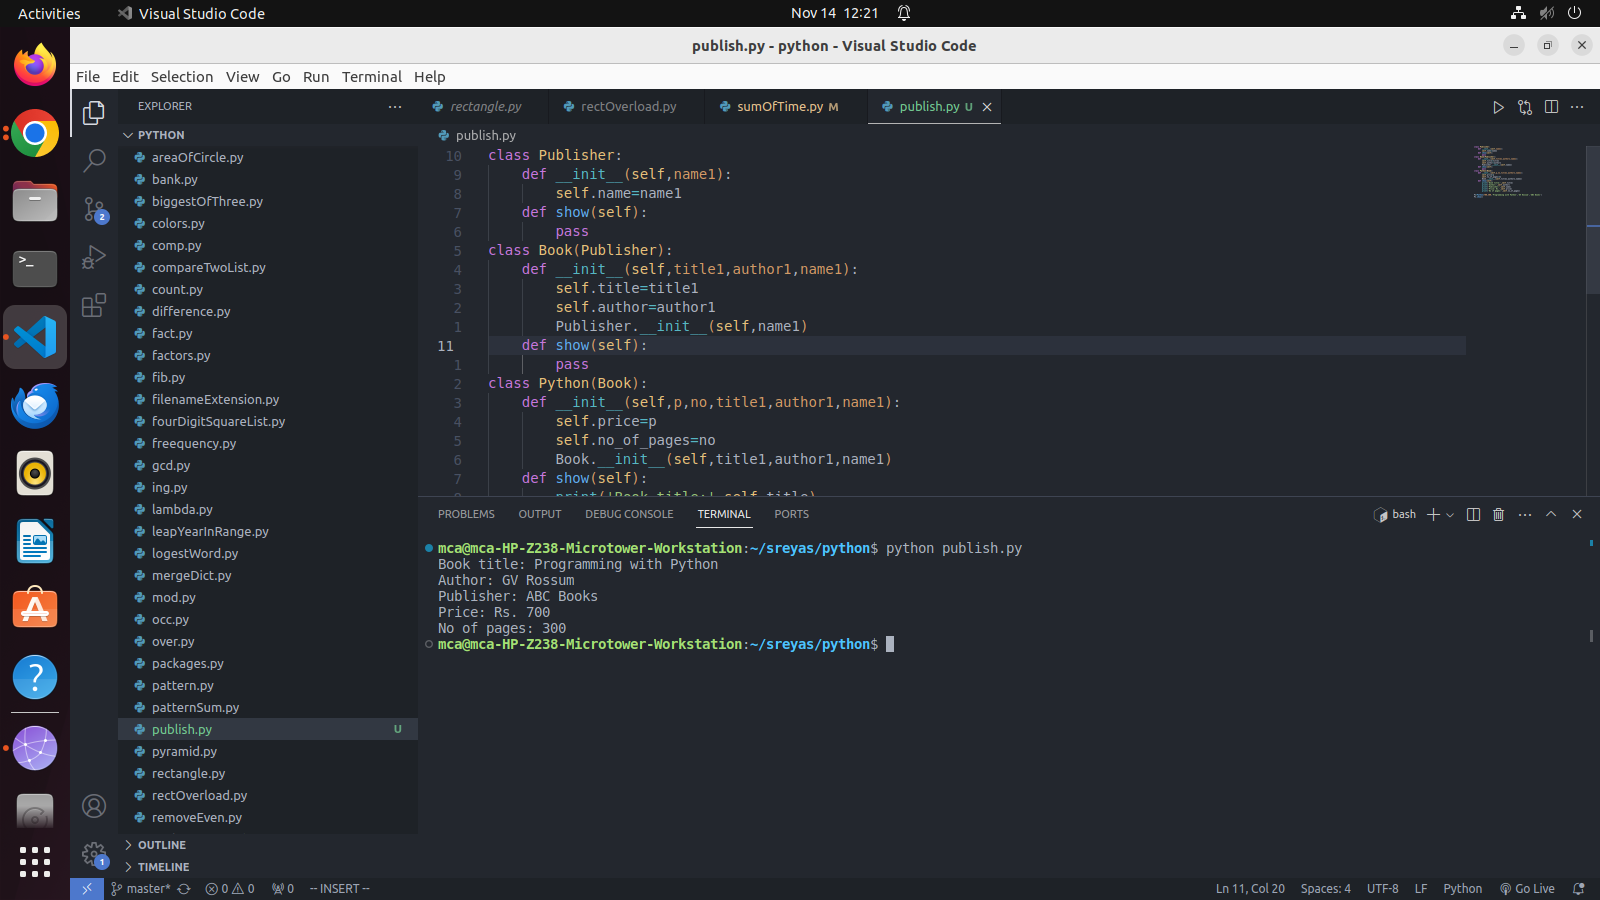 Activities
Visual Studio Code
Nov 14 12:21
publish.py - python - Visual Studio Code
File Edit Selection View Go Run Terminal Help
EXPLORER
rectangle.py
rectOverload.py
sumOfTime.py M
publish.py U
PYTHON
publish.py
areaOfCircle.py
bank.py
biggestOfThree.py
colors.py
comp.py
compareTwoList.py
count.py
difference.py
fact.py
factors.py
fib.py
filenameExtension.py
fourDigitSquareList.py
freequency.py
gcd.py
ing.py
lambda.py
leapYearInRange.py
logestWord.py
mergeDict.py
mod.py
occ.py
over.py
packages.py
pattern.py
patternSum.py
publish.py U
pyramid.py
rectangle.py
rectOverload.py
removeEven.py
OUTLINE
TIMELINE
2
1
10 class Publisher:
9 def __init__(self,name1):
8 self.name=name1
7 def show(self):
6 pass
5 class Book(Publisher):
4 def __init__(self,title1,author1,name1):
3 self.title=title1
2 self.author=author1
1 Publisher.__init__(self,name1)
11 def show(self):
1 pass
2 class Python(Book):
3 def __init__(self,p,no,title1,author1,name1):
4 self.price=p
5 self.no_of_pages=no
6 Book.__init__(self,title1,author1,name1)
7 def show(self):
8 print('Book title:',self.title)
PROBLEMS OUTPUT DEBUG CONSOLE TERMINAL PORTS
bash
mca@mca-HP-Z238-Microtower-Workstation:~/sreyas/python$ python publish.py
Book title: Programming with Python
Author: GV Rossum
Publisher: ABC Books
Price: Rs. 700
No of pages: 300
mca@mca-HP-Z238-Microtower-Workstation:~/sreyas/python$
master* 0 0 0 -- INSERT --
Ln 11, Col 20 Spaces: 4 UTF-8 LF Python Go Live